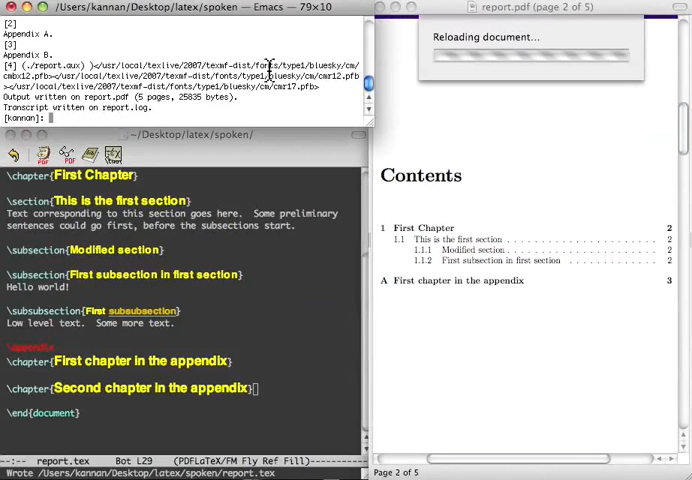 /Users/kannan/Desktop/latex/spoken — Emacs — 79×10
[2]
Appendix A.
[3]
Appendix B.
[4] (./report.aux) )</usr/local/texlive/2007/texmf-dist/fonts/type1/bluesky/cm/
cmbx12.pfb></usr/local/texlive/2007/texmf-dist/fonts/type1/bluesky/cm/cmr12.pfb
></usr/local/texlive/2007/texmf-dist/fonts/type1/bluesky/cm/cmr17.pfb>
Output written on report.pdf (5 pages, 25835 bytes).
Transcript written on report.log.
[kannan]:
~/Desktop/latex/spoken/
PDF
PDF
\chapter{First Chapter}
\section{This is the first section}
Text corresponding to this section goes here.  Some preliminary
sentences could go first, before the subsections start.
\subsection{Modified section}
\subsection{First subsection in first section}
Hello world!
\subsubsection{First subsubsection}
Low level text.  Some more text.
\appendix
\chapter{First chapter in the appendix}
\chapter{Second chapter in the appendix}
\end{document}
--:-- report.tex Bot L29 (PDFLaTeX/FM Fly Ref Fill)
Wrote /Users/kannan/Desktop/latex/spoken/report.tex
report.pdf (page 2 of 5)
Reloading document...
Contents
1 First Chapter 2
1.1 This is the first section . . . . . . . . . . . . . . . . . . . . . . 2
1.1.1 Modified section . . . . . . . . . . . . . . . . . . . . . . 2
1.1.2 First subsection in first section . . . . . . . . . . . . . 2
A First chapter in the appendix 3
Page 2 of 5